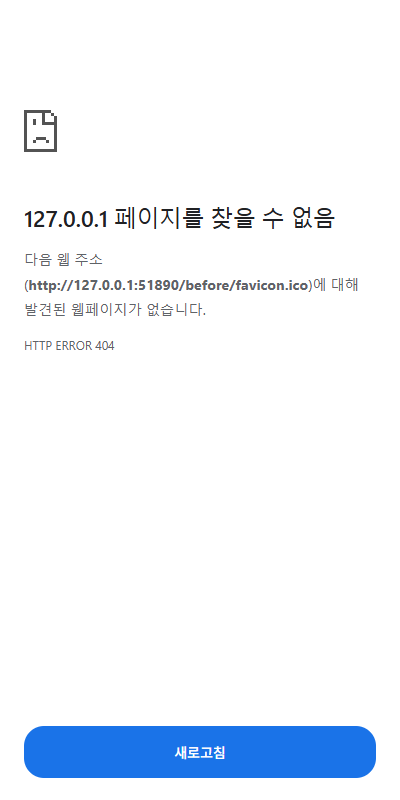 127.0.0.1 페이지를 찾을 수 없음
다음 웹 주소
(http://127.0.0.1:51890/before/favicon.ico)에 대해
발견된 웹페이지가 없습니다.
HTTP ERROR 404
새로고침